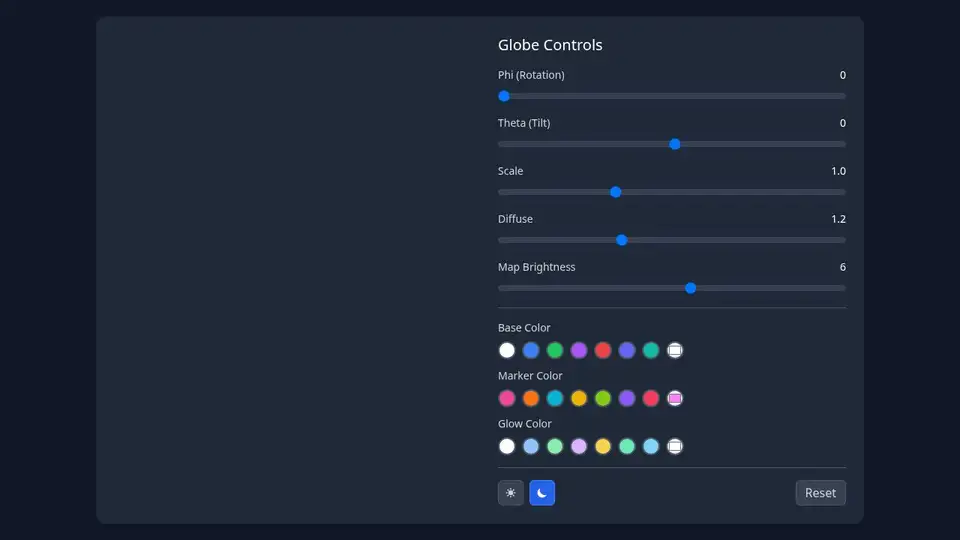 Globe Controls
Phi (Rotation) 0
Theta (Tilt) 0
Scale 1.0
Diffuse 1.2
Map Brightness 6
Base Color
Marker Color
Glow Color
Reset